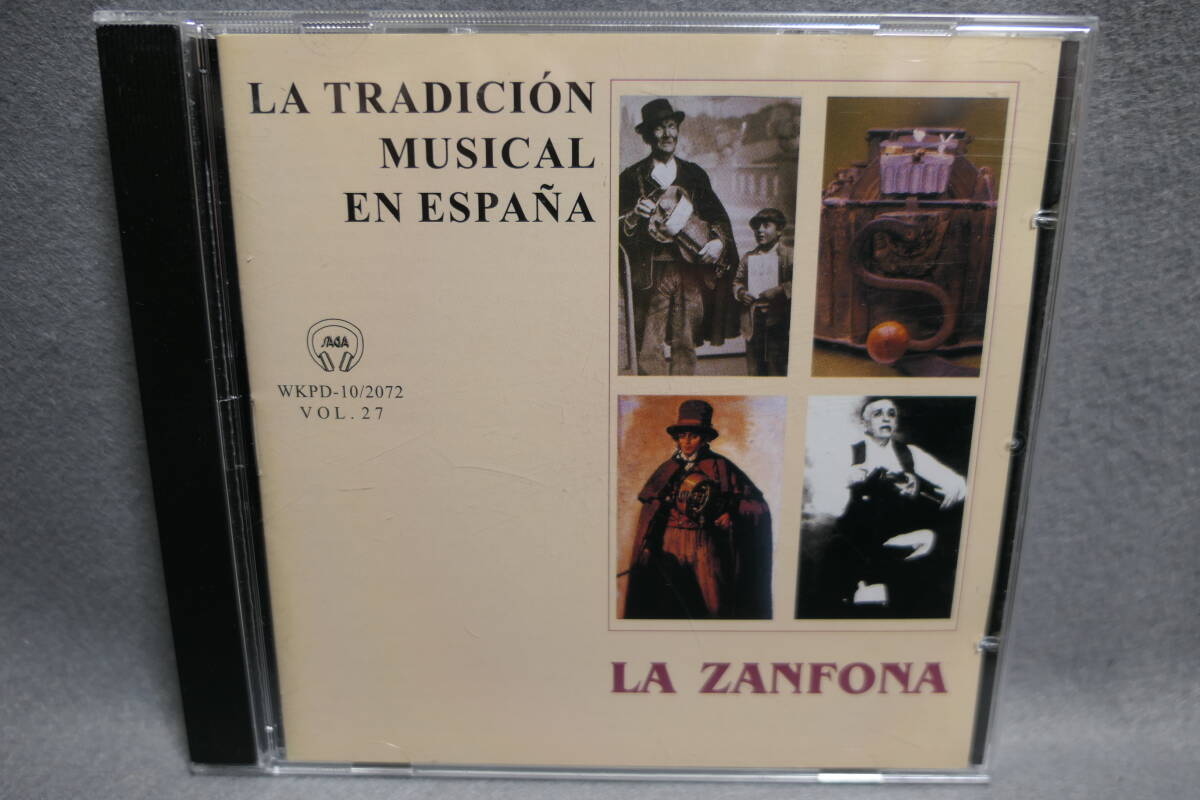 LA TRADICIÓN
MUSICAL
EN ESPAÑA
SAGA
WKPD-10/2072
VOL. 27
LA ZANFONA